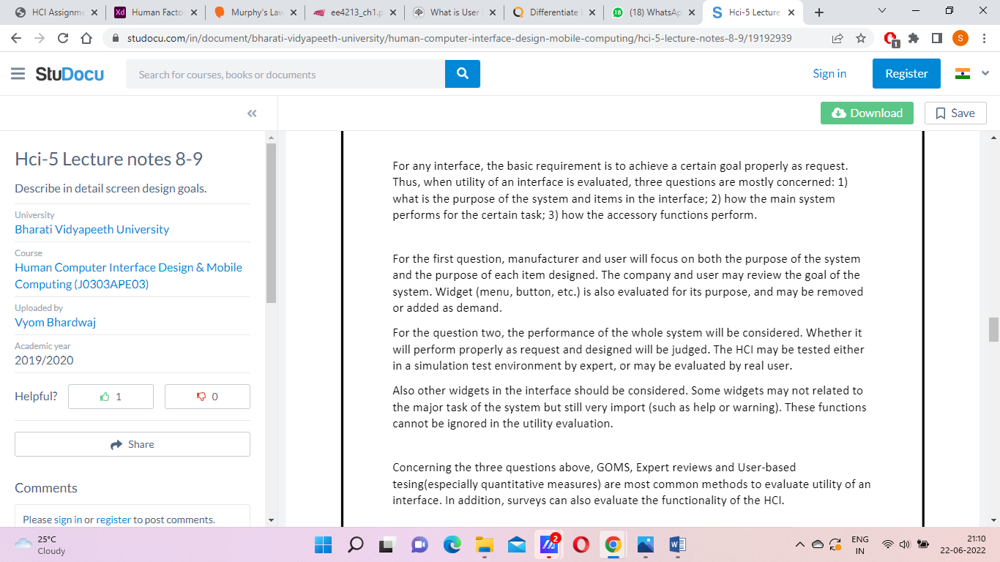 HCI Assignme
Human Facto
Murphy's Law
ee4213_ch1.p
What is User
Differentiate
(18) WhatsAp
Hci-5 Lecture
studocu.com/in/document/bharati-vidyapeeth-university/human-computer-interface-design-mobile-computing/hci-5-lecture-notes-8-9/19192939
StuDocu
Search for courses, books or documents
Sign in
Register
Download
Save
Hci-5 Lecture notes 8-9
Describe in detail screen design goals.
University
Bharati Vidyapeeth University
Course
Human Computer Interface Design & Mobile
Computing (J0303APE03)
Uploaded by
Vyom Bhardwaj
Academic year
2019/2020
Helpful?
1
0
Share
Comments
Please sign in or register to post comments.
For any interface, the basic requirement is to achieve a certain goal properly as request.
Thus, when utility of an interface is evaluated, three questions are mostly concerned: 1)
what is the purpose of the system and items in the interface; 2) how the main system
performs for the certain task; 3) how the accessory functions perform.
For the first question, manufacturer and user will focus on both the purpose of the system
and the purpose of each item designed. The company and user may review the goal of the
system. Widget (menu, button, etc.) is also evaluated for its purpose, and may be removed
or added as demand.
For the question two, the performance of the whole system will be considered. Whether it
will perform properly as request and designed will be judged. The HCI may be tested either
in a simulation test environment by expert, or may be evaluated by real user.
Also other widgets in the interface should be considered. Some widgets may not related to
the major task of the system but still very import (such as help or warning). These functions
cannot be ignored in the utility evaluation.
Concerning the three questions above, GOMS, Expert reviews and User-based
tesing(especially quantitative measures) are most common methods to evaluate utility of an
interface. In addition, surveys can also evaluate the functionality of the HCI.
25°C
Cloudy
2
ENG
IN
21:10
22-06-2022